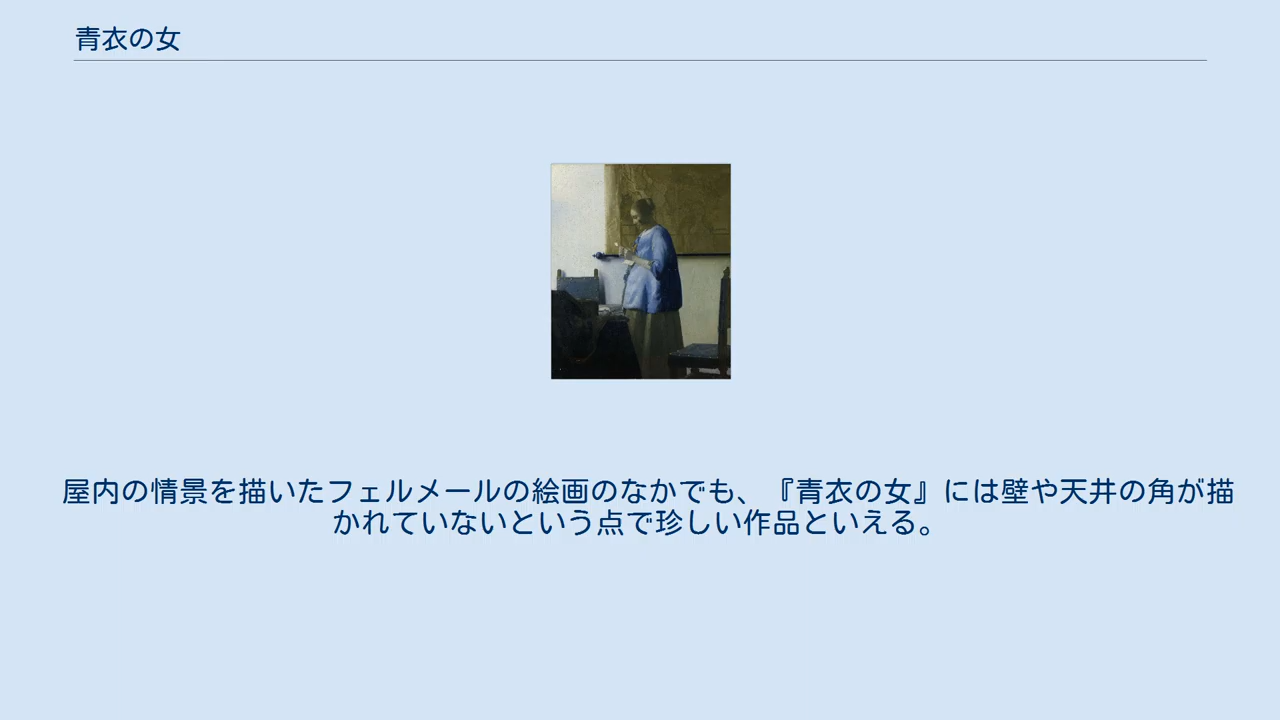 青衣の女
屋内の情景を描いたフェルメールの絵画のなかでも、『青衣の女』には壁や天井の角が描
かれていないという点で珍しい作品といえる。